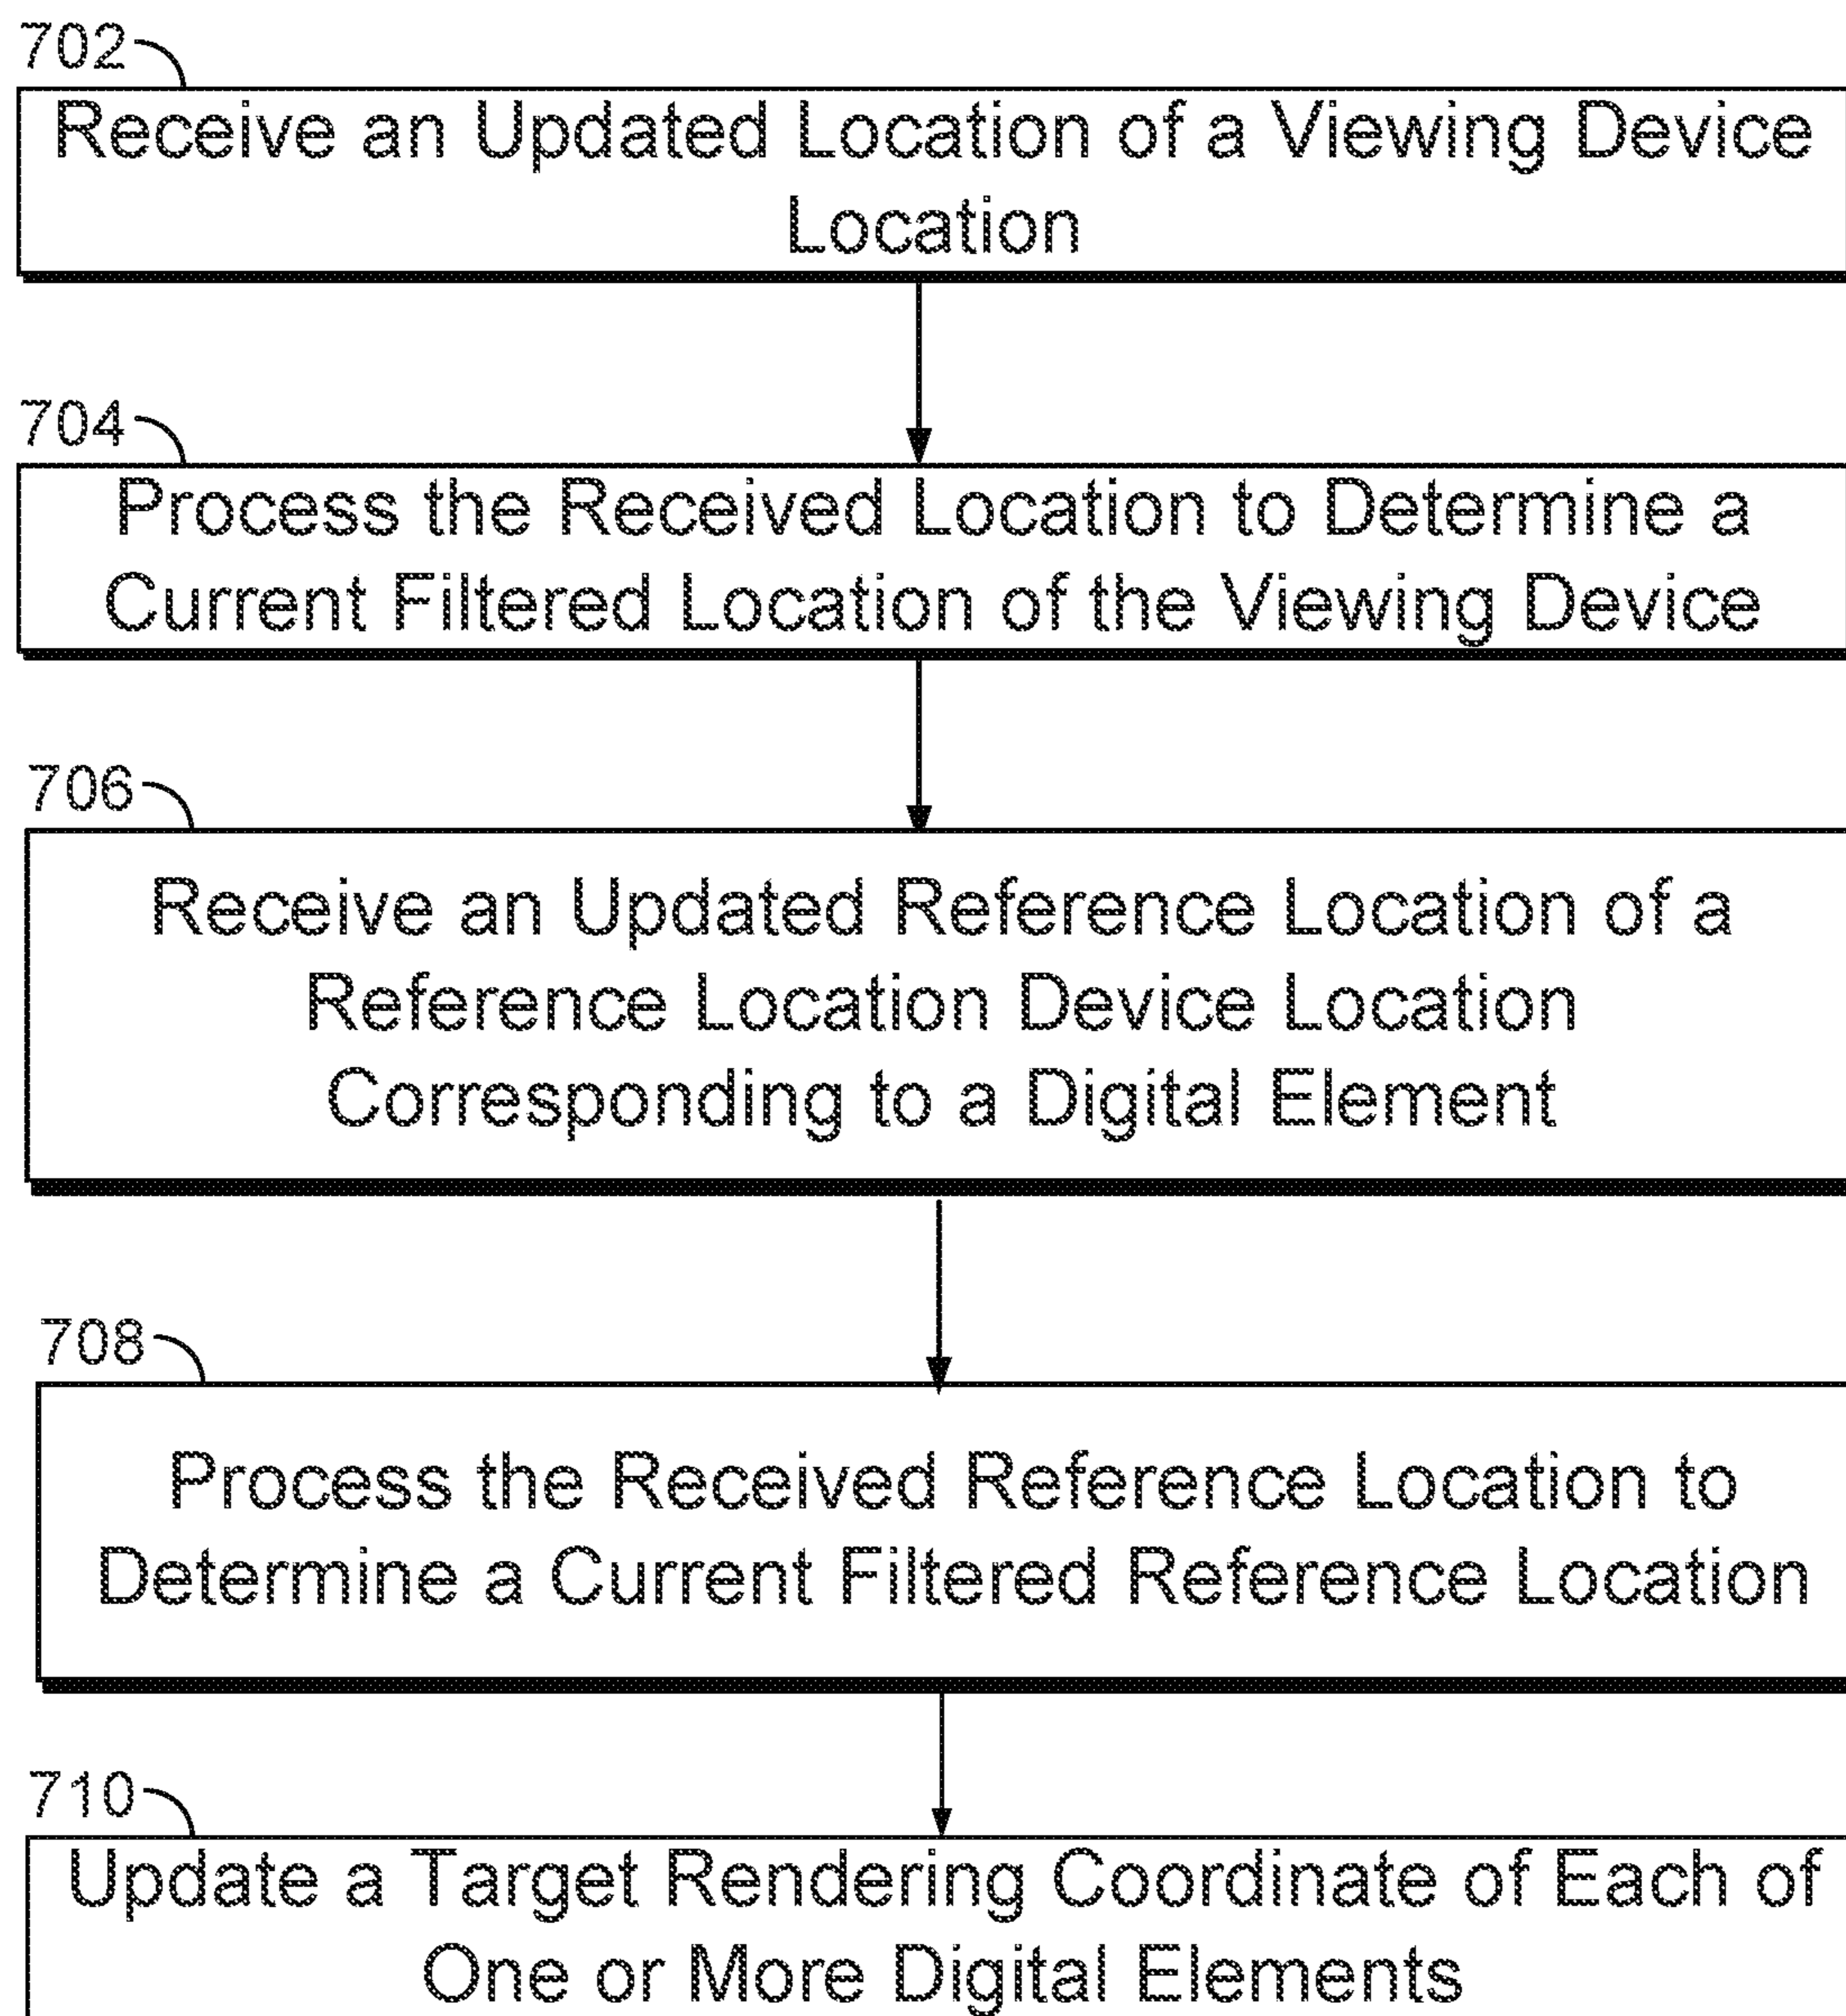 702
Receive an Updated Location of a Viewing Device
Location
704
Process the Received Location to Determine a
Current Filtered Location of the Viewing Device
706
Receive an Updated Reference Location of a
Reference Location Device Location
Corresponding to a Digital Element
708
Process the Received Reference Location to
Determine a Current Filtered Reference Location
710
Update a Target Rendering Coordinate of Each of
One or More Digital Elements